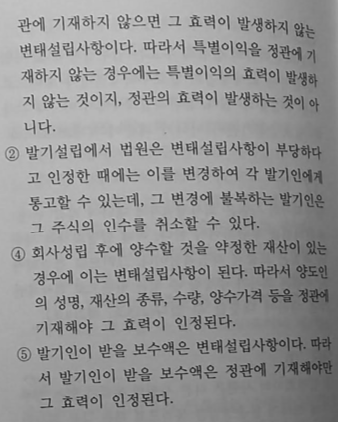 관에 기재하지 않으면 그 효력이 발생하지 않는
변태설립사항이다. 따라서 특별이익을 정관에 기
재하지 않는 경우에는 특별이익의 효력이 발생하
지 않는 것이지, 정관의 효력이 발생하는 것이 아
니다.
② 발기설립에서 법원은 변태설립사항이 부당하다
고 인정한 때에는 이를 변경하여 각 발기인에게
통고할 수 있는데, 그 변경에 불복하는 발기인은
그 주식의 인수를 취소할 수 있다.
④ 회사성립 후에 양수할 것을 약정한 재산이 있는
경우에 이는 변태설립사항이 된다. 따라서 양도인
의 성명, 재산의 종류, 수량, 양수가격 등을 정관에
기재해야 그 효력이 인정된다.
⑤ 발기인이 받을 보수액은 변태설립사항이다. 따라
서 발기인이 받을 보수액은 정관에 기재해야만
그 효력이 인정된다.